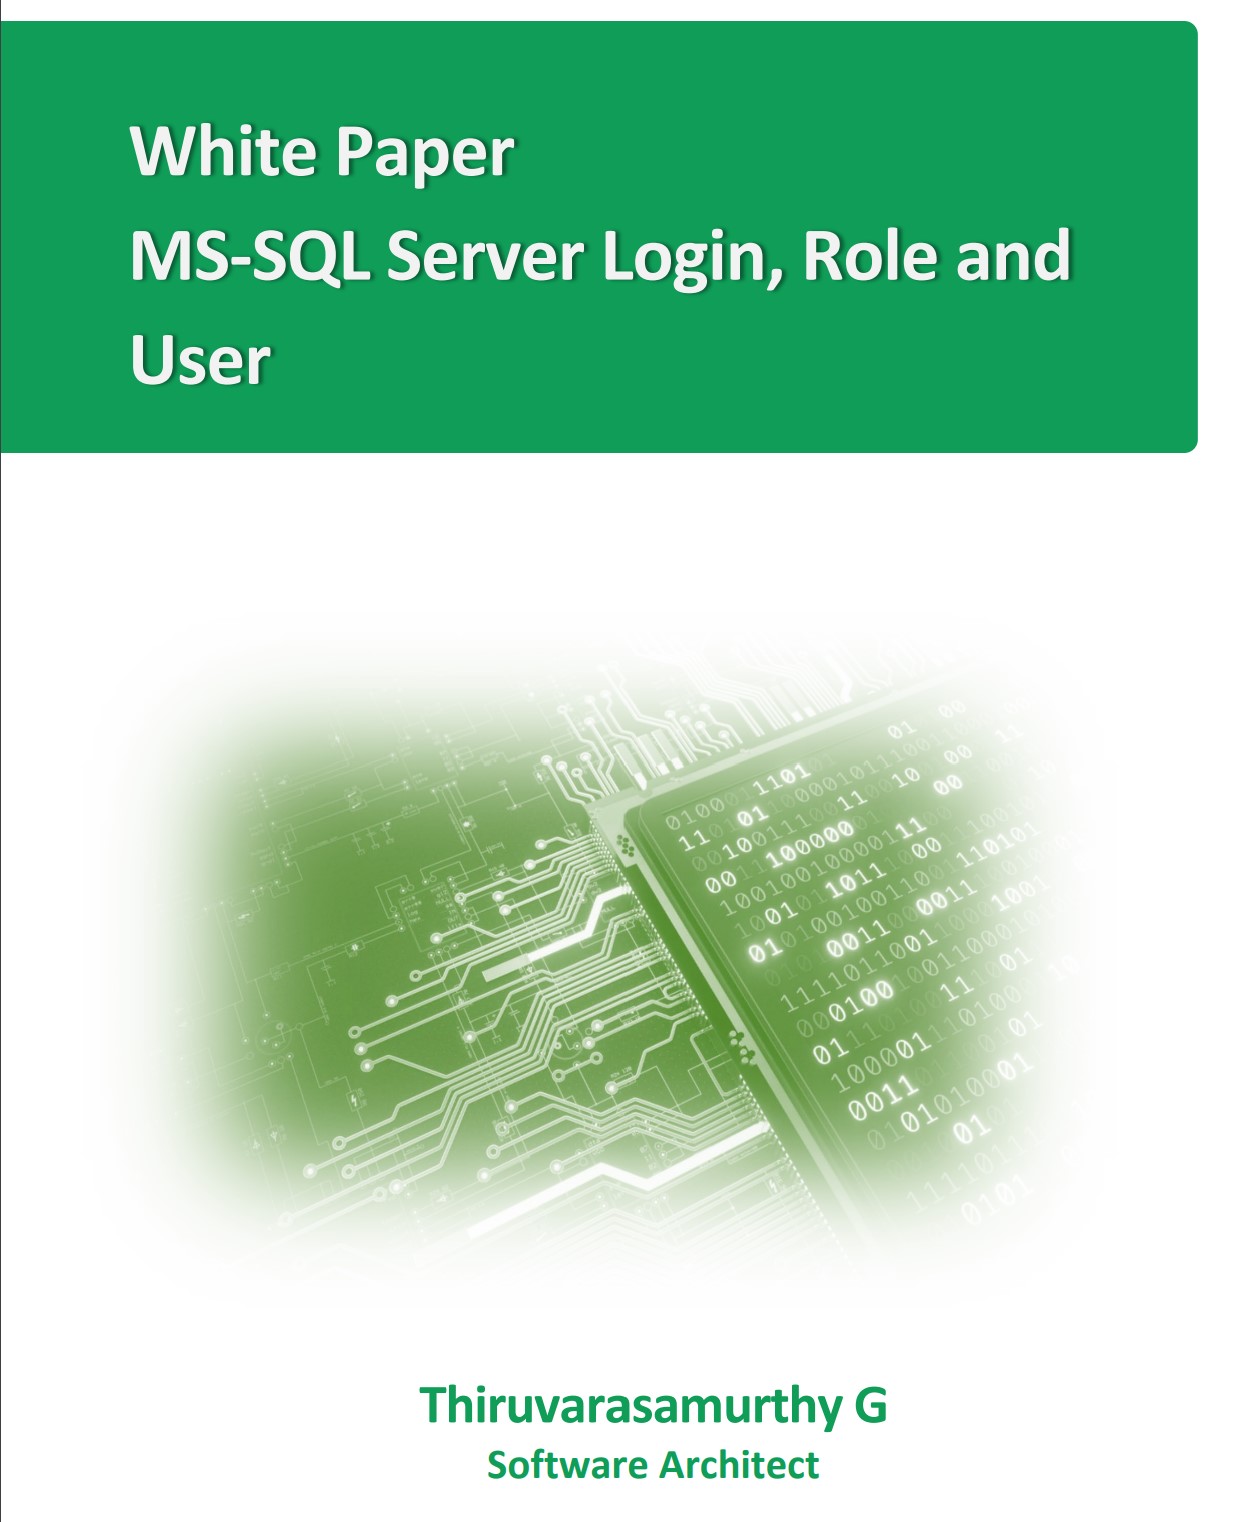 White Paper
MS-SQL Server Login, Role and
User
Thiruvarasamurthy G
Software Architect